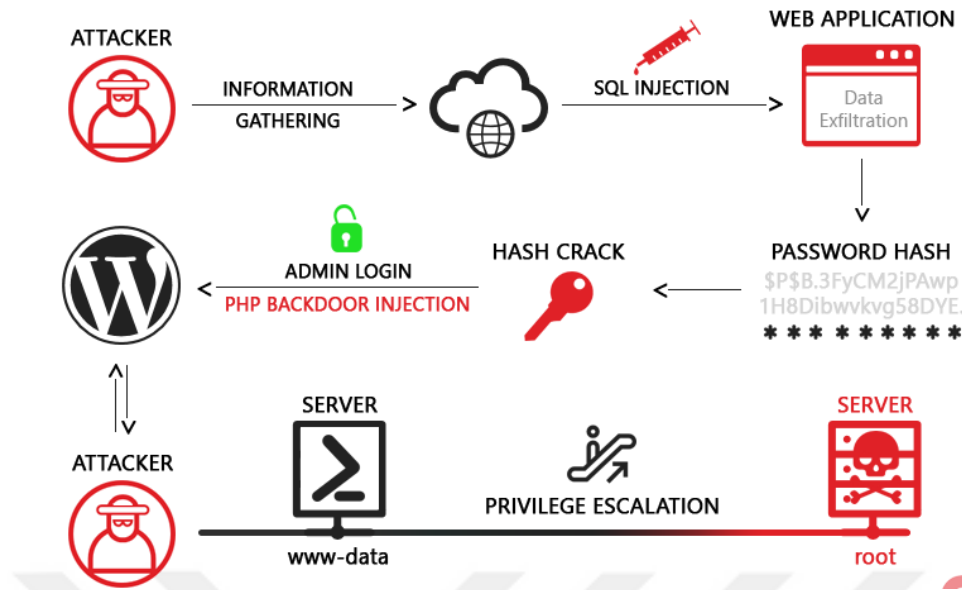 ATTACKER
INFORMATION
GATHERING
SQL INJECTION
WEB APPLICATION
Data
Exfiltration
PASSWORD HASH
$P$B.3FyCM2jPAwp
1H8Dibwvkvg58DYE.
* * * * * * * * *
HASH CRACK
ADMIN LOGIN
PHP BACKDOOR INJECTION
ATTACKER
SERVER
www-data
PRIVILEGE ESCALATION
SERVER
root